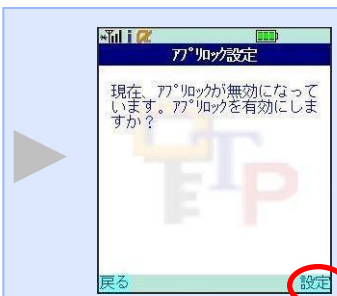 i α
ｱﾌﾟﾘﾛｯｸ設定
現在、ｱﾌﾟﾘﾛｯｸが無効になって
います。ｱﾌﾟﾘﾛｯｸを有効にしま
すか？
TP
戻る 設定